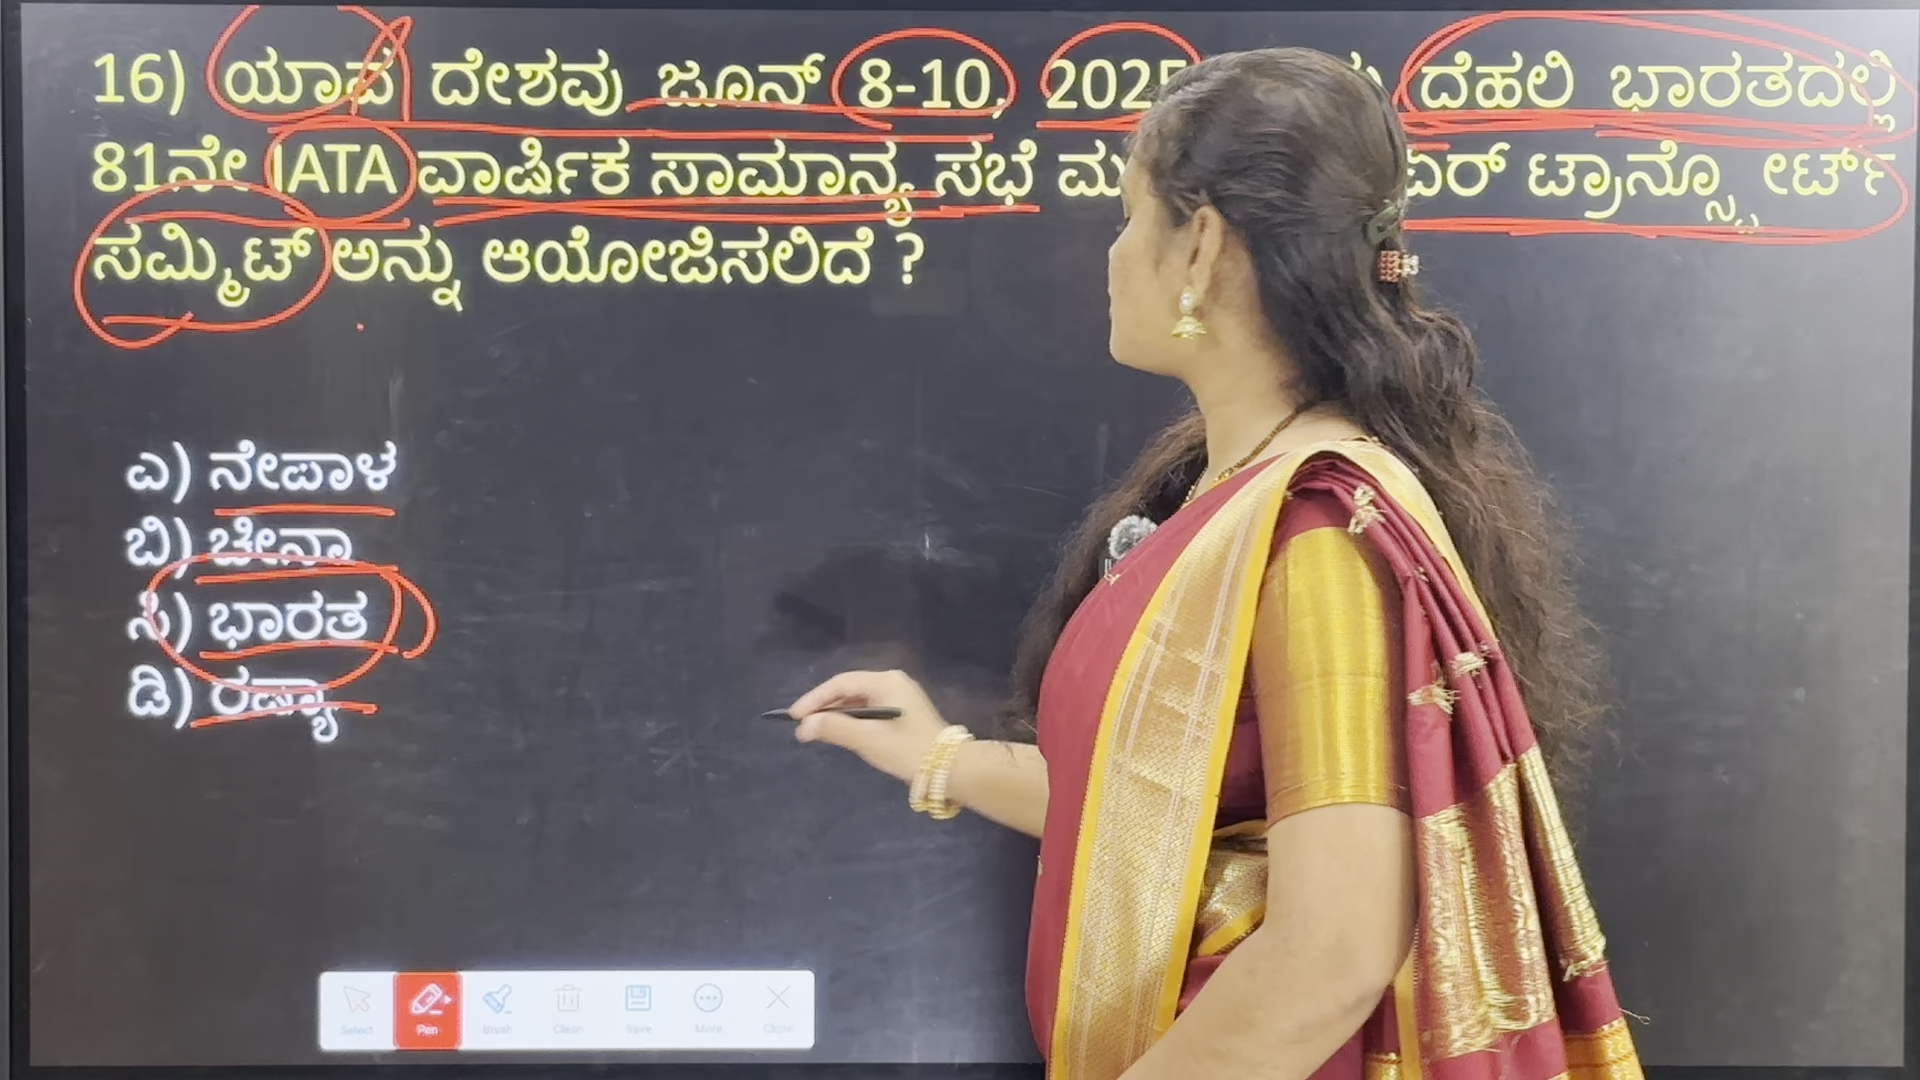 16) ಯಾವ ದೇಶವು ಜೂನ್ 8-10, 2025 ದೆಹಲಿ ಭಾರತದಲ್ಲಿ
81ನೇ IATA ವಾರ್ಷಿಕ ಸಾಮಾನ್ಯ ಸಭೆ ಏರ್ ಟ್ರಾನ್ಸ್ಪೋರ್ಟ್
ಸಮ್ಮಿಟ್ ಅನ್ನು ಆಯೋಜಿಸಲಿದೆ ?
ಎ) ನೇಪಾಳ
ಬಿ) ಚೀನಾ
ಸಿ) ಭಾರತ
ಡಿ) ರಷ್ಯಾ
Select Pen Brush Clean Save More Close